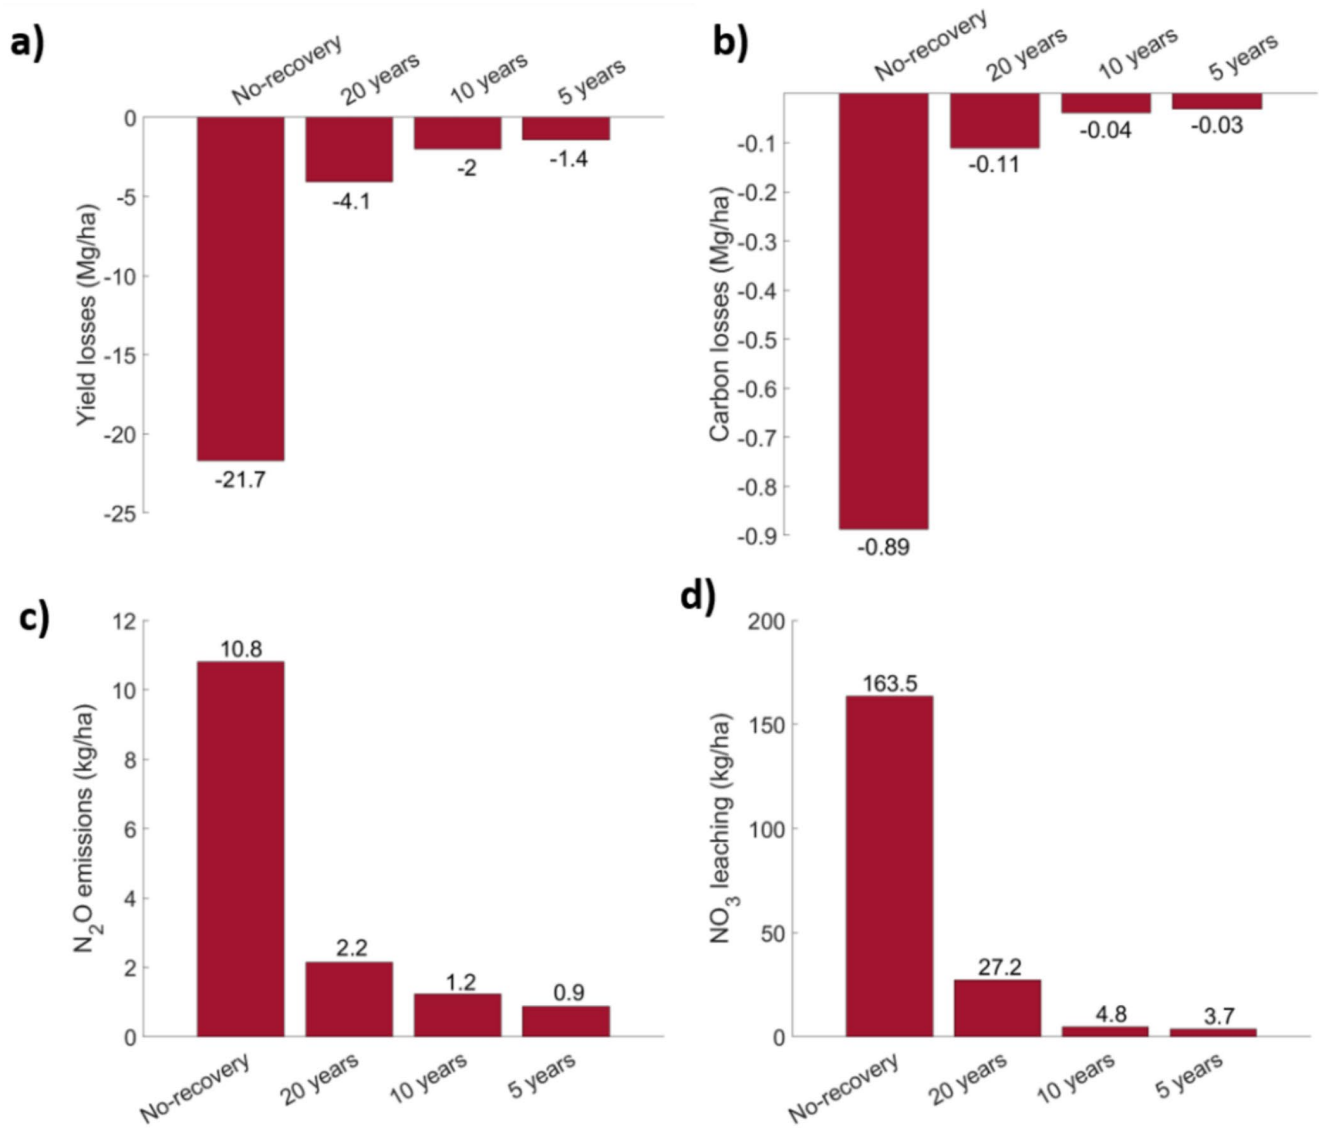 a)
No-recovery
20 years
10 years
5 years
0
-5
-10
-15
-20
-25
Yield losses (Mg/ha)
-21.7
-4.1
-2
-1.4
b)
No-recovery
20 years
10 years
5 years
-0.1
-0.2
-0.3
-0.4
-0.5
-0.6
-0.7
-0.8
-0.9
Carbon losses (Mg/ha)
-0.89
-0.11
-0.04
-0.03
c)
12
10
8
6
4
2
0
N₂O emissions (kg/ha)
10.8
2.2
1.2
0.9
No-recovery
20 years
10 years
5 years
d)
200
150
100
50
0
NO₃ leaching (kg/ha)
163.5
27.2
4.8
3.7
No-recovery
20 years
10 years
5 years